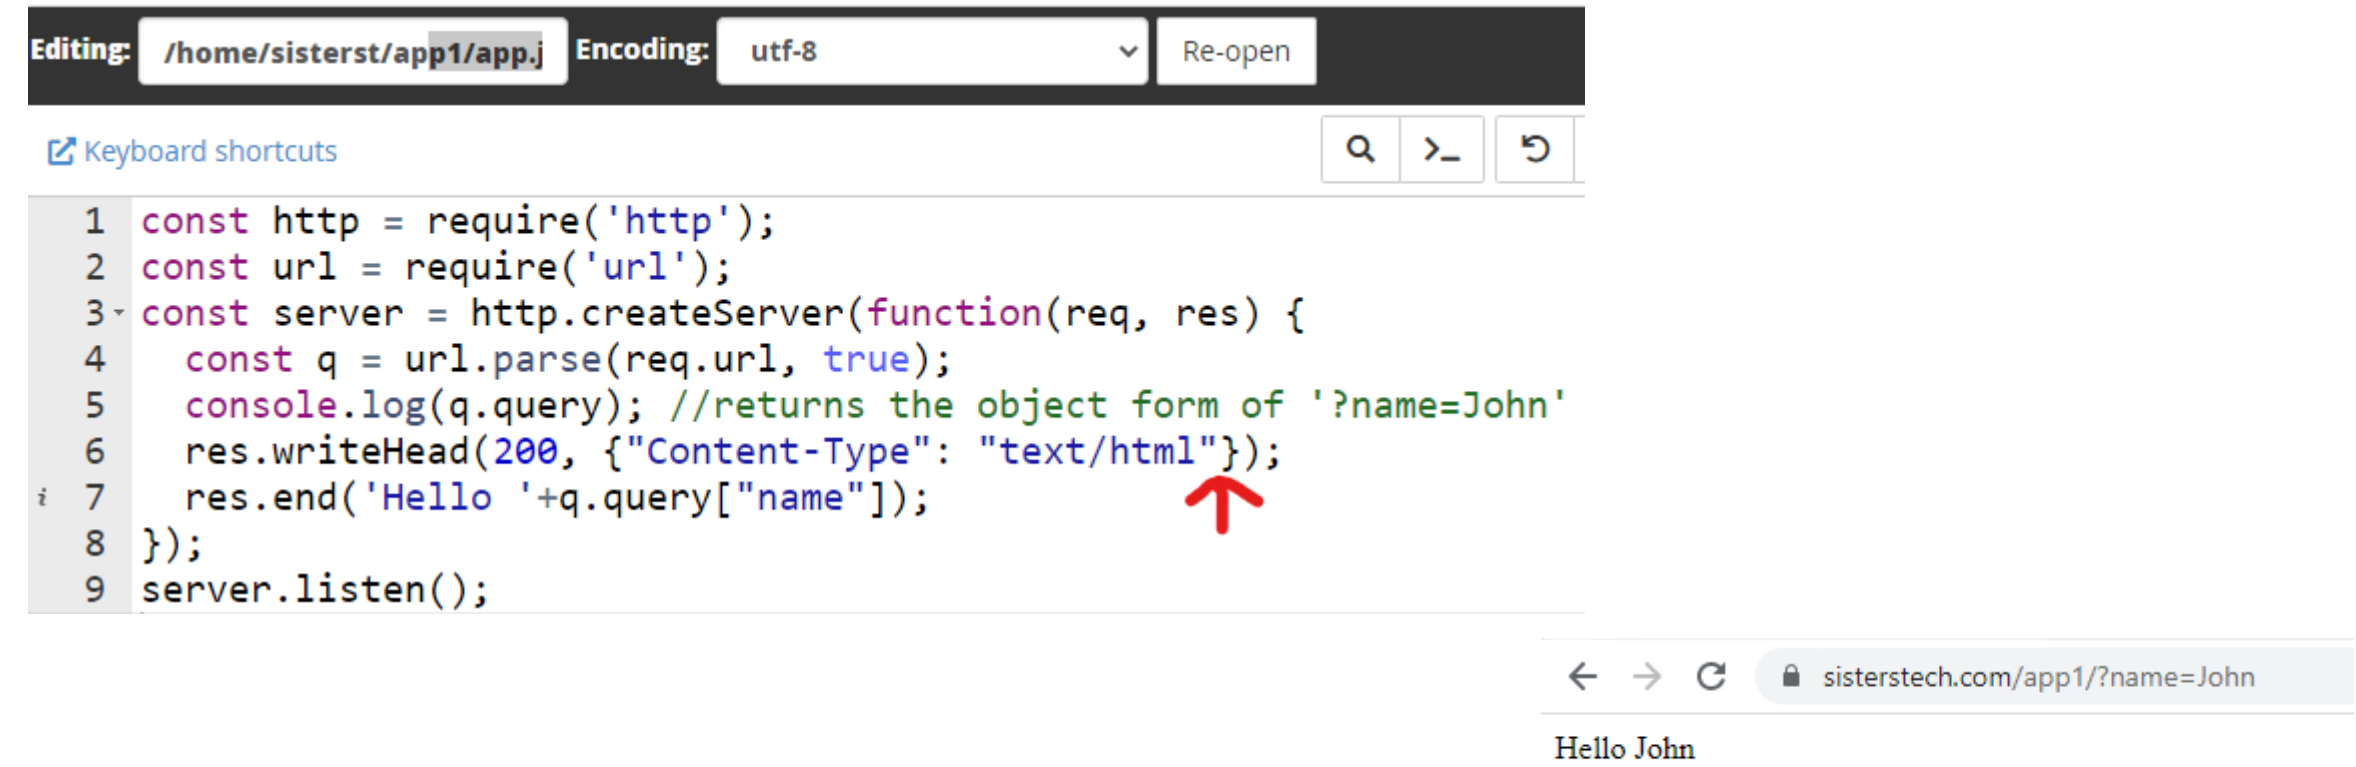 Editing: /home/sisterst/app1/app.j Encoding: utf-8 Re-open
Keyboard shortcuts
1 const http = require('http');
2 const url = require('url');
3 const server = http.createServer(function(req, res) {
4 const q = url.parse(req.url, true);
5 console.log(q.query); //returns the object form of '?name=John'
6 res.writeHead(200, {"Content-Type": "text/html"});
i 7 res.end('Hello '+q.query["name"]);
8 });
9 server.listen();
sisterstech.com/app1/?name=John
Hello John